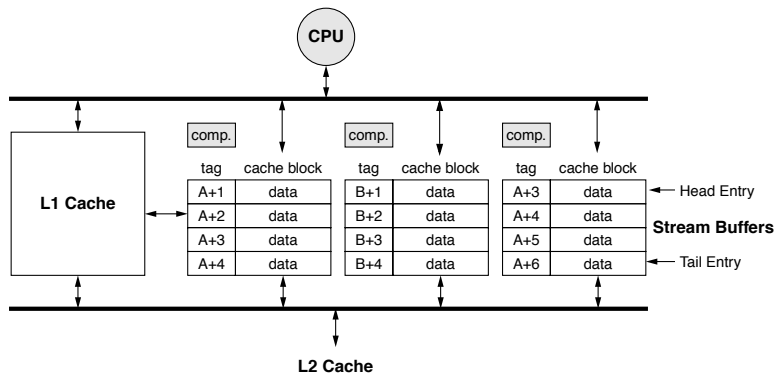 CPU
comp. comp. comp.
tag cache block tag cache block tag cache block
L1 Cache
A+1 data B+1 data A+3 data Head Entry
A+2 data B+2 data A+4 data
Stream Buffers
A+3 data B+3 data A+5 data
A+4 data B+4 data A+6 data Tail Entry
L2 Cache